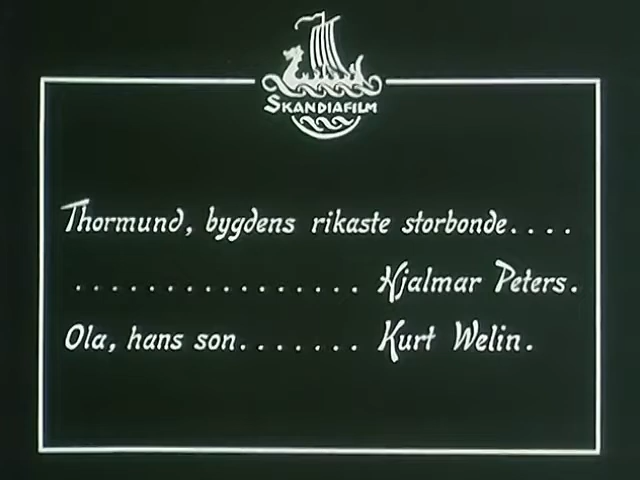 SKANDIAFILM
Thormund, bygdens rikaste storbonde....
................. Hjalmar Peters.
Ola, hans son....... Kurt Welin.